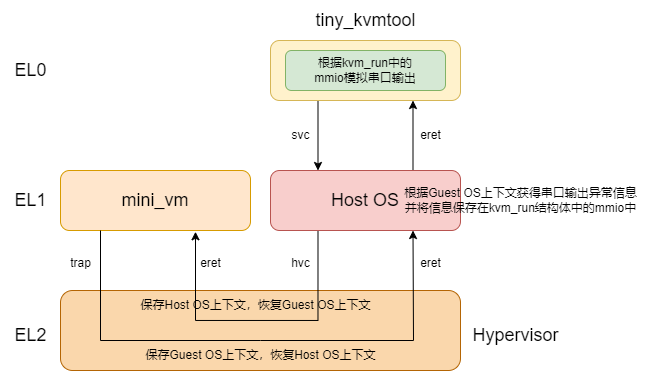 tiny_kvmtool
EL0
根据kvm_run中的
mmio模拟串口输出
svc
eret
EL1
mini_vm
Host OS
根据Guest OS上下文获得串口输出异常信息
并将信息保存在kvm_run结构体中的mmio中
trap
eret
hvc
eret
保存Host OS上下文，恢复Guest OS上下文
EL2
Hypervisor
保存Guest OS上下文，恢复Host OS上下文